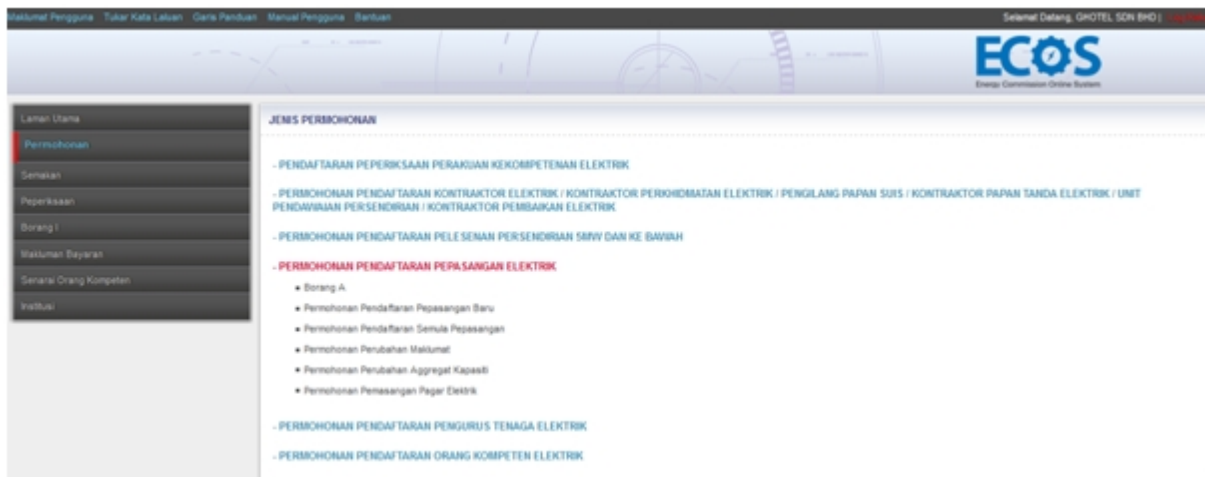 Maklumat Pengguna Tukar Kata Laluan Garis Panduan Manual Pengguna Bantuan
Selamat Datang, GHOTEL SDN BHD |
ECOS
Energy Commission Online System
Laman Utama
Permohonan
Semakan
Peperiksaan
Borang I
Makluman Bayaran
Senarai Orang Kompeten
Institusi
JENIS PERMOHONAN
- PENDAFTARAN PEPERIKSAAN PERAKUAN KEKOMPETENAN ELEKTRIK
- PERMOHONAN PENDAFTARAN KONTRAKTOR ELEKTRIK / KONTRAKTOR PERKHIDMATAN ELEKTRIK / PENGILANG PAPAN SUIS / KONTRAKTOR PAPAN TANDA ELEKTRIK / UNIT
PENDAWAIAN PERSENDIRIAN / KONTRAKTOR PEMBAIKAN ELEKTRIK
- PERMOHONAN PENDAFTARAN PELESENAN PERSENDIRIAN 5MW DAN KE BAWAH
- PERMOHONAN PENDAFTARAN PEPASANGAN ELEKTRIK
• Borang A
• Permohonan Pendaftaran Pepasangan Baru
• Permohonan Pendaftaran Semula Pepasangan
• Permohonan Perubahan Maklumat
• Permohonan Perubahan Aggregat Kapasiti
• Permohonan Pemasangan Pagar Elektrik
- PERMOHONAN PENDAFTARAN PENGURUS TENAGA ELEKTRIK
- PERMOHONAN PENDAFTARAN ORANG KOMPETEN ELEKTRIK